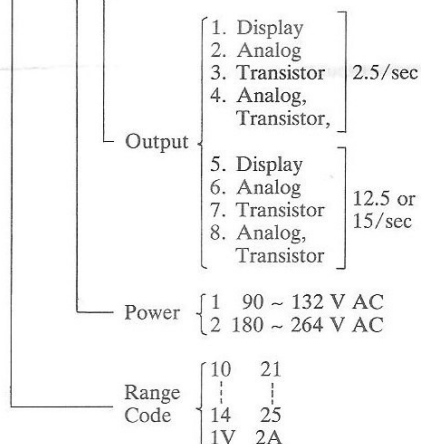 1. Display
2. Analog
3. Transistor
4. Analog,
Transistor,
2.5/sec
Output
5. Display
6. Analog
7. Transistor
8. Analog,
Transistor
12.5 or
15/sec
Power
1 90 ~ 132 V AC
2 180 ~ 264 V AC
Range
Code
10 21
14 25
1V 2A